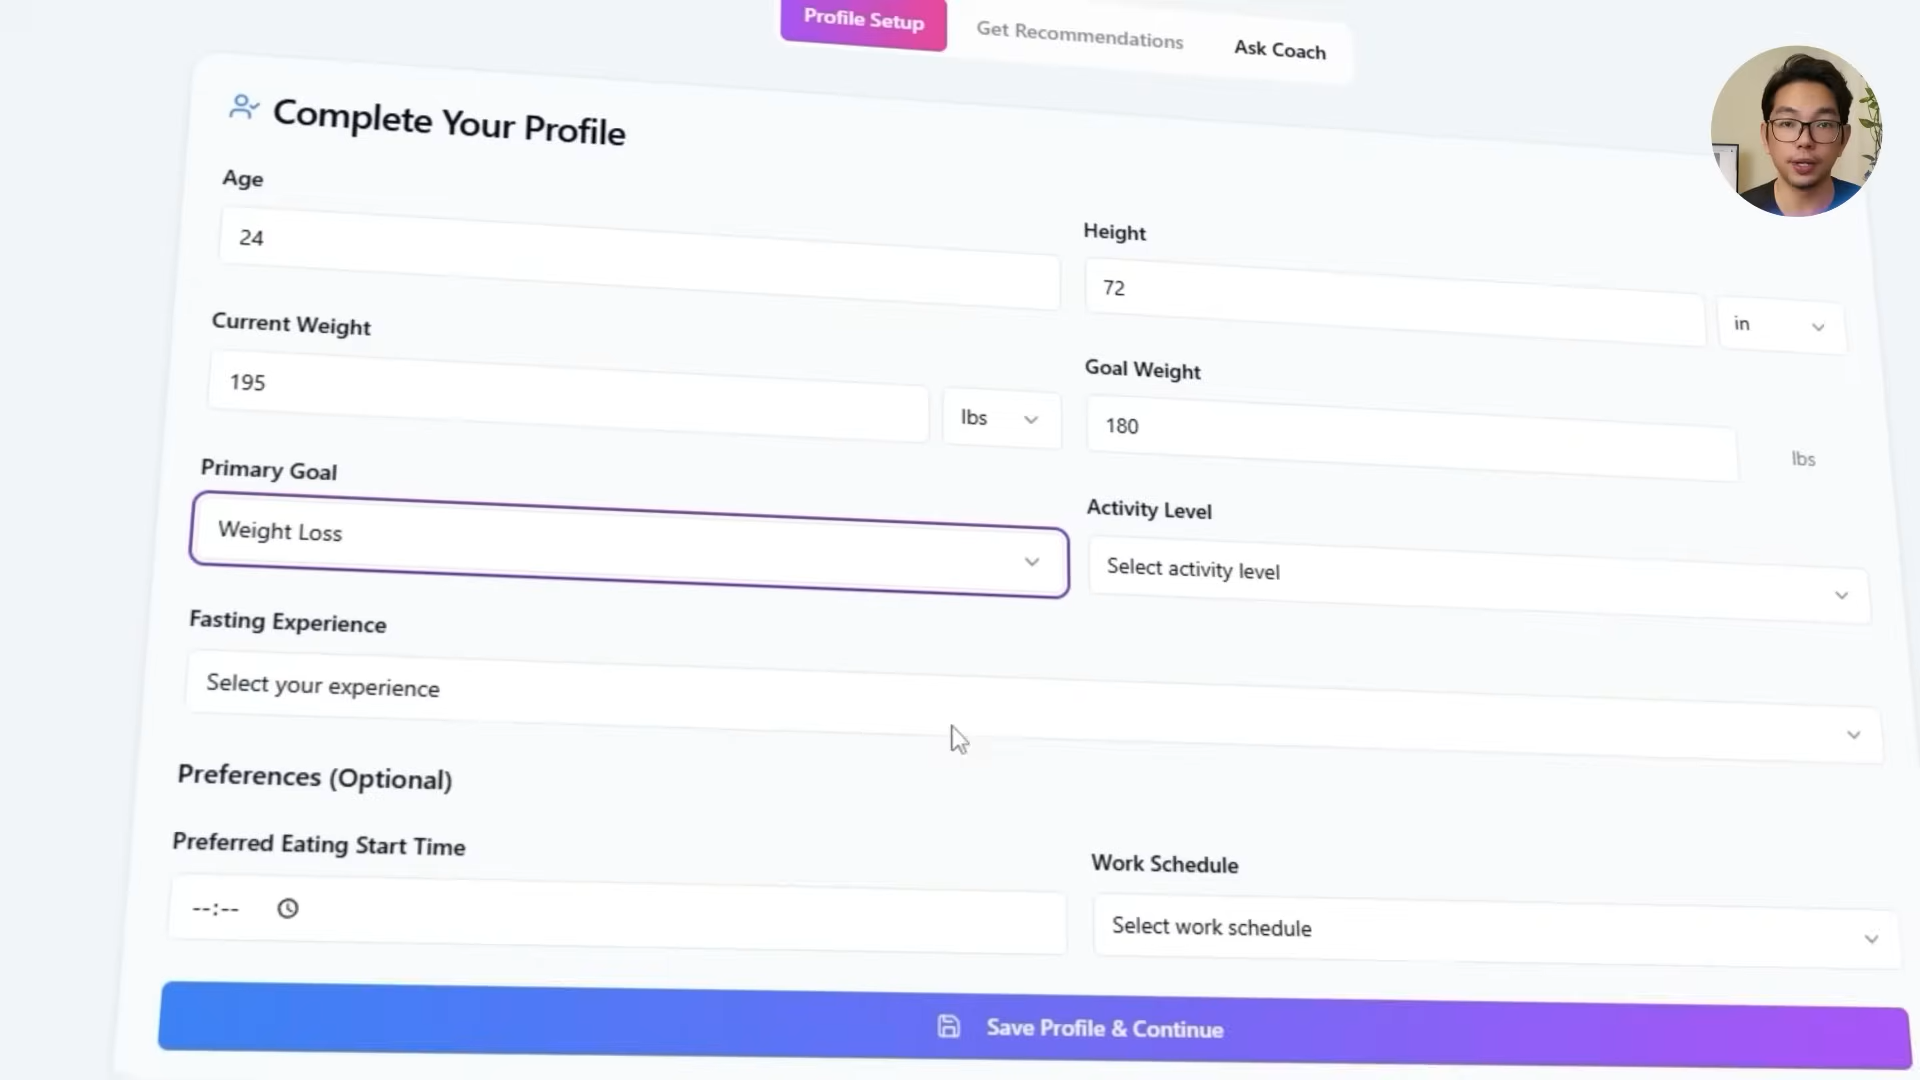 Profile Setup
Get Recommendations
Ask Coach
Complete Your Profile
Age
24
Height
72
in
Current Weight
195
lbs
Goal Weight
180
lbs
Primary Goal
Weight Loss
Activity Level
Select activity level
Fasting Experience
Select your experience
Preferences (Optional)
Preferred Eating Start Time
--:--
Work Schedule
Select work schedule
Save Profile & Continue